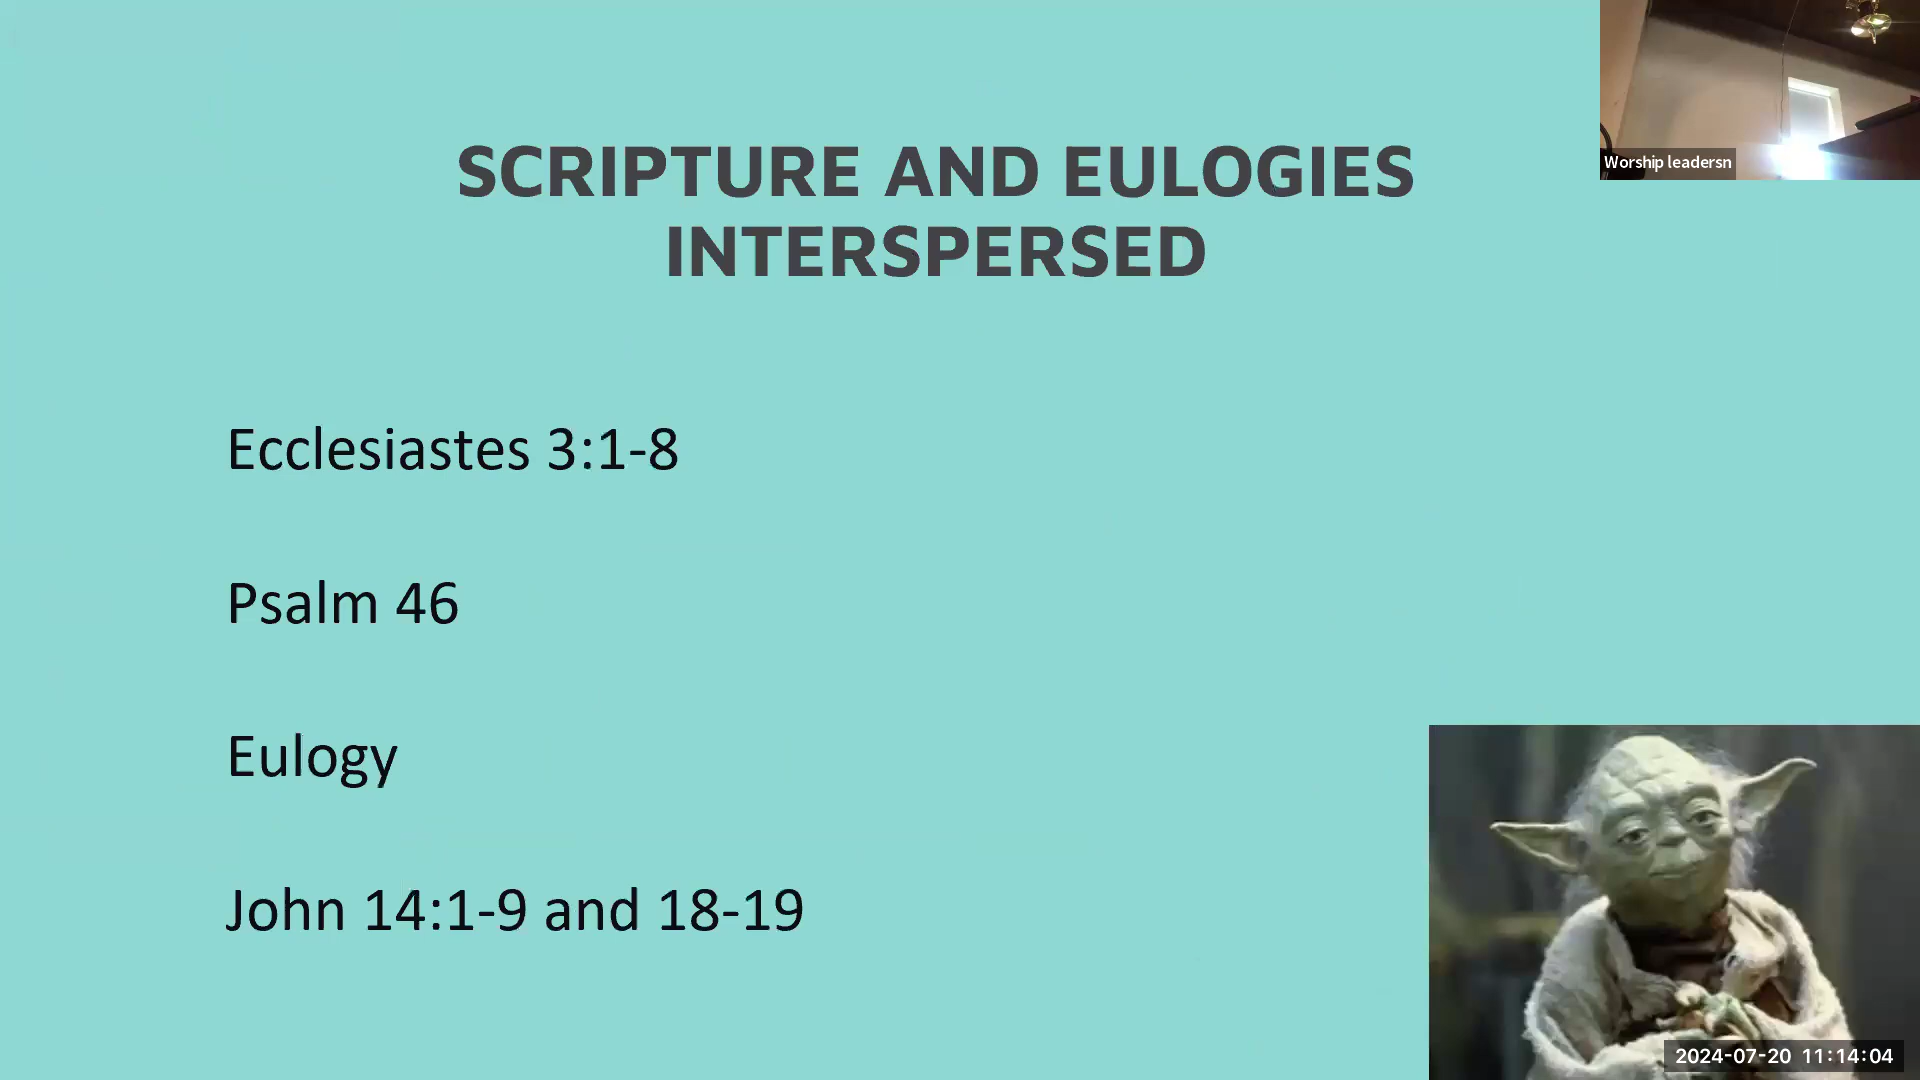 Worship leadersn
SCRIPTURE AND EULOGIES
INTERSPERSED
Ecclesiastes 3:1-8
Psalm 46
Eulogy
John 14:1-9 and 18-19
2024-07-20 11:14:04